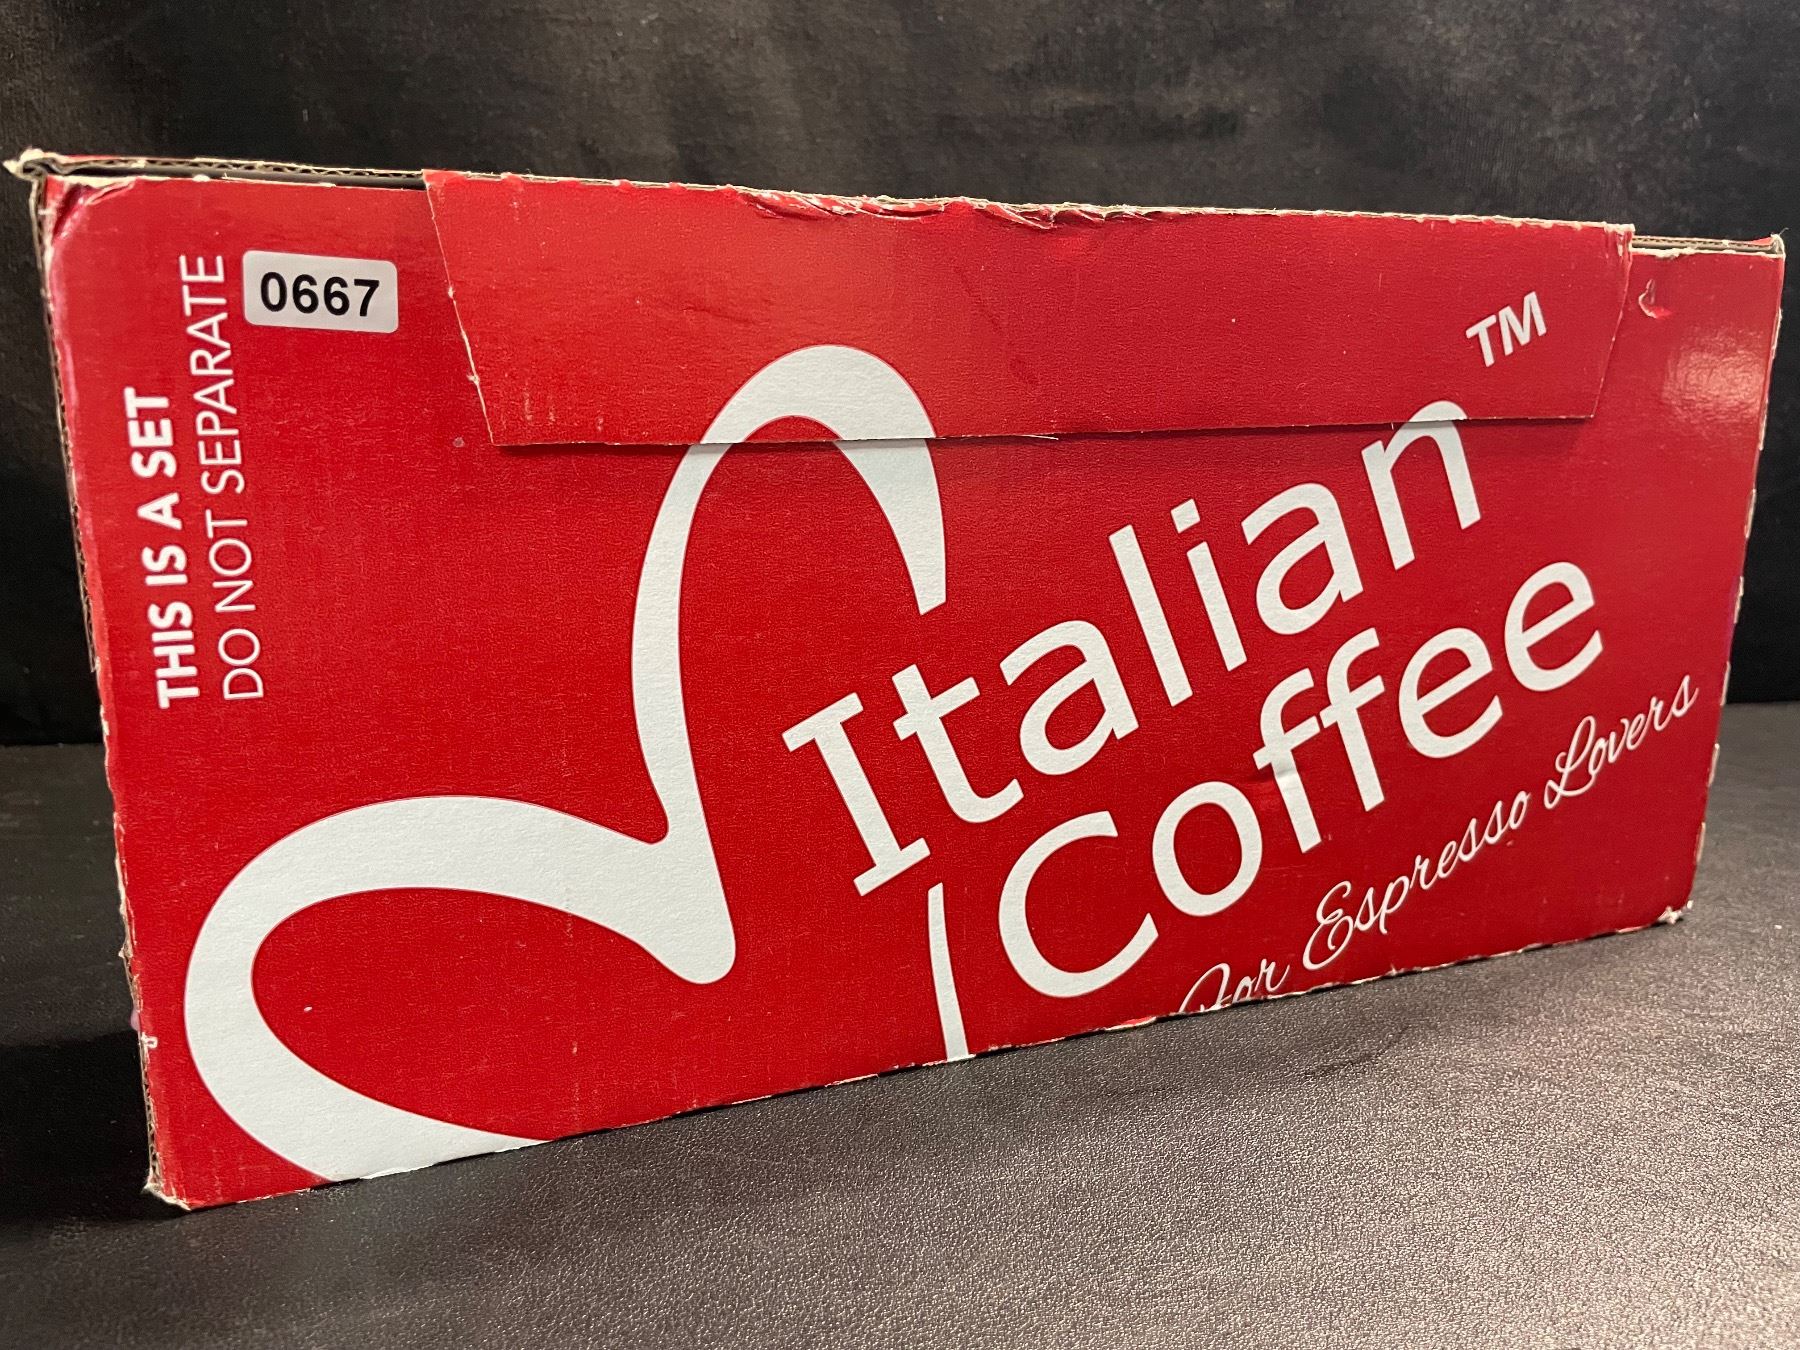 THIS IS A SET
DO NOT SEPARATE
0667
Italian
Coffee
TM
For Espresso Lovers